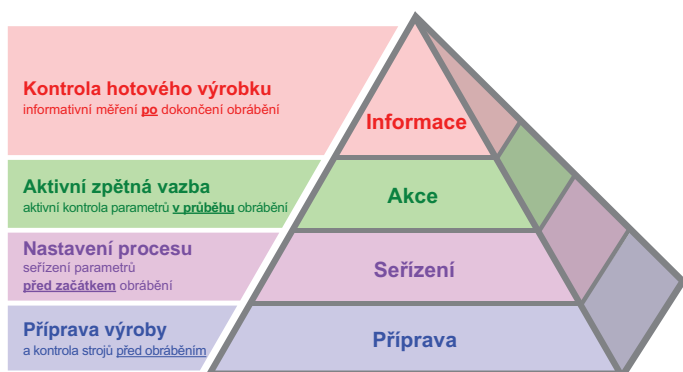 Kontrola hotového výrobku
informativní měření po dokončení obrábění
Informace
Aktivní zpětná vazba
aktivní kontrola parametrů v průběhu obrábění
Akce
Nastavení procesu
seřízení parametrů
před začátkem obrábění
Seřízení
Příprava výroby
a kontrola strojů před obráběním
Příprava